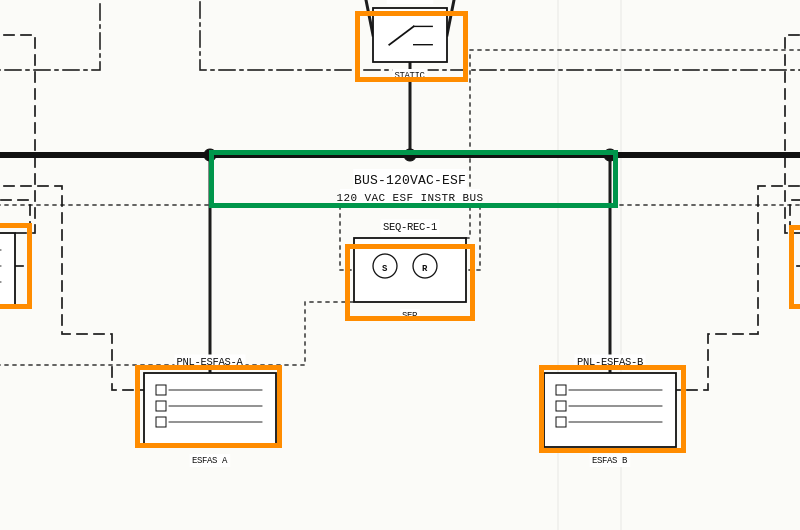 STATIC
BUS-120VAC-ESF
120 VAC ESF INSTR BUS
SEQ-REC-1
S R
SER
PNL-ESFAS-A
PNL-ESFAS-B
ESFAS A
ESFAS B